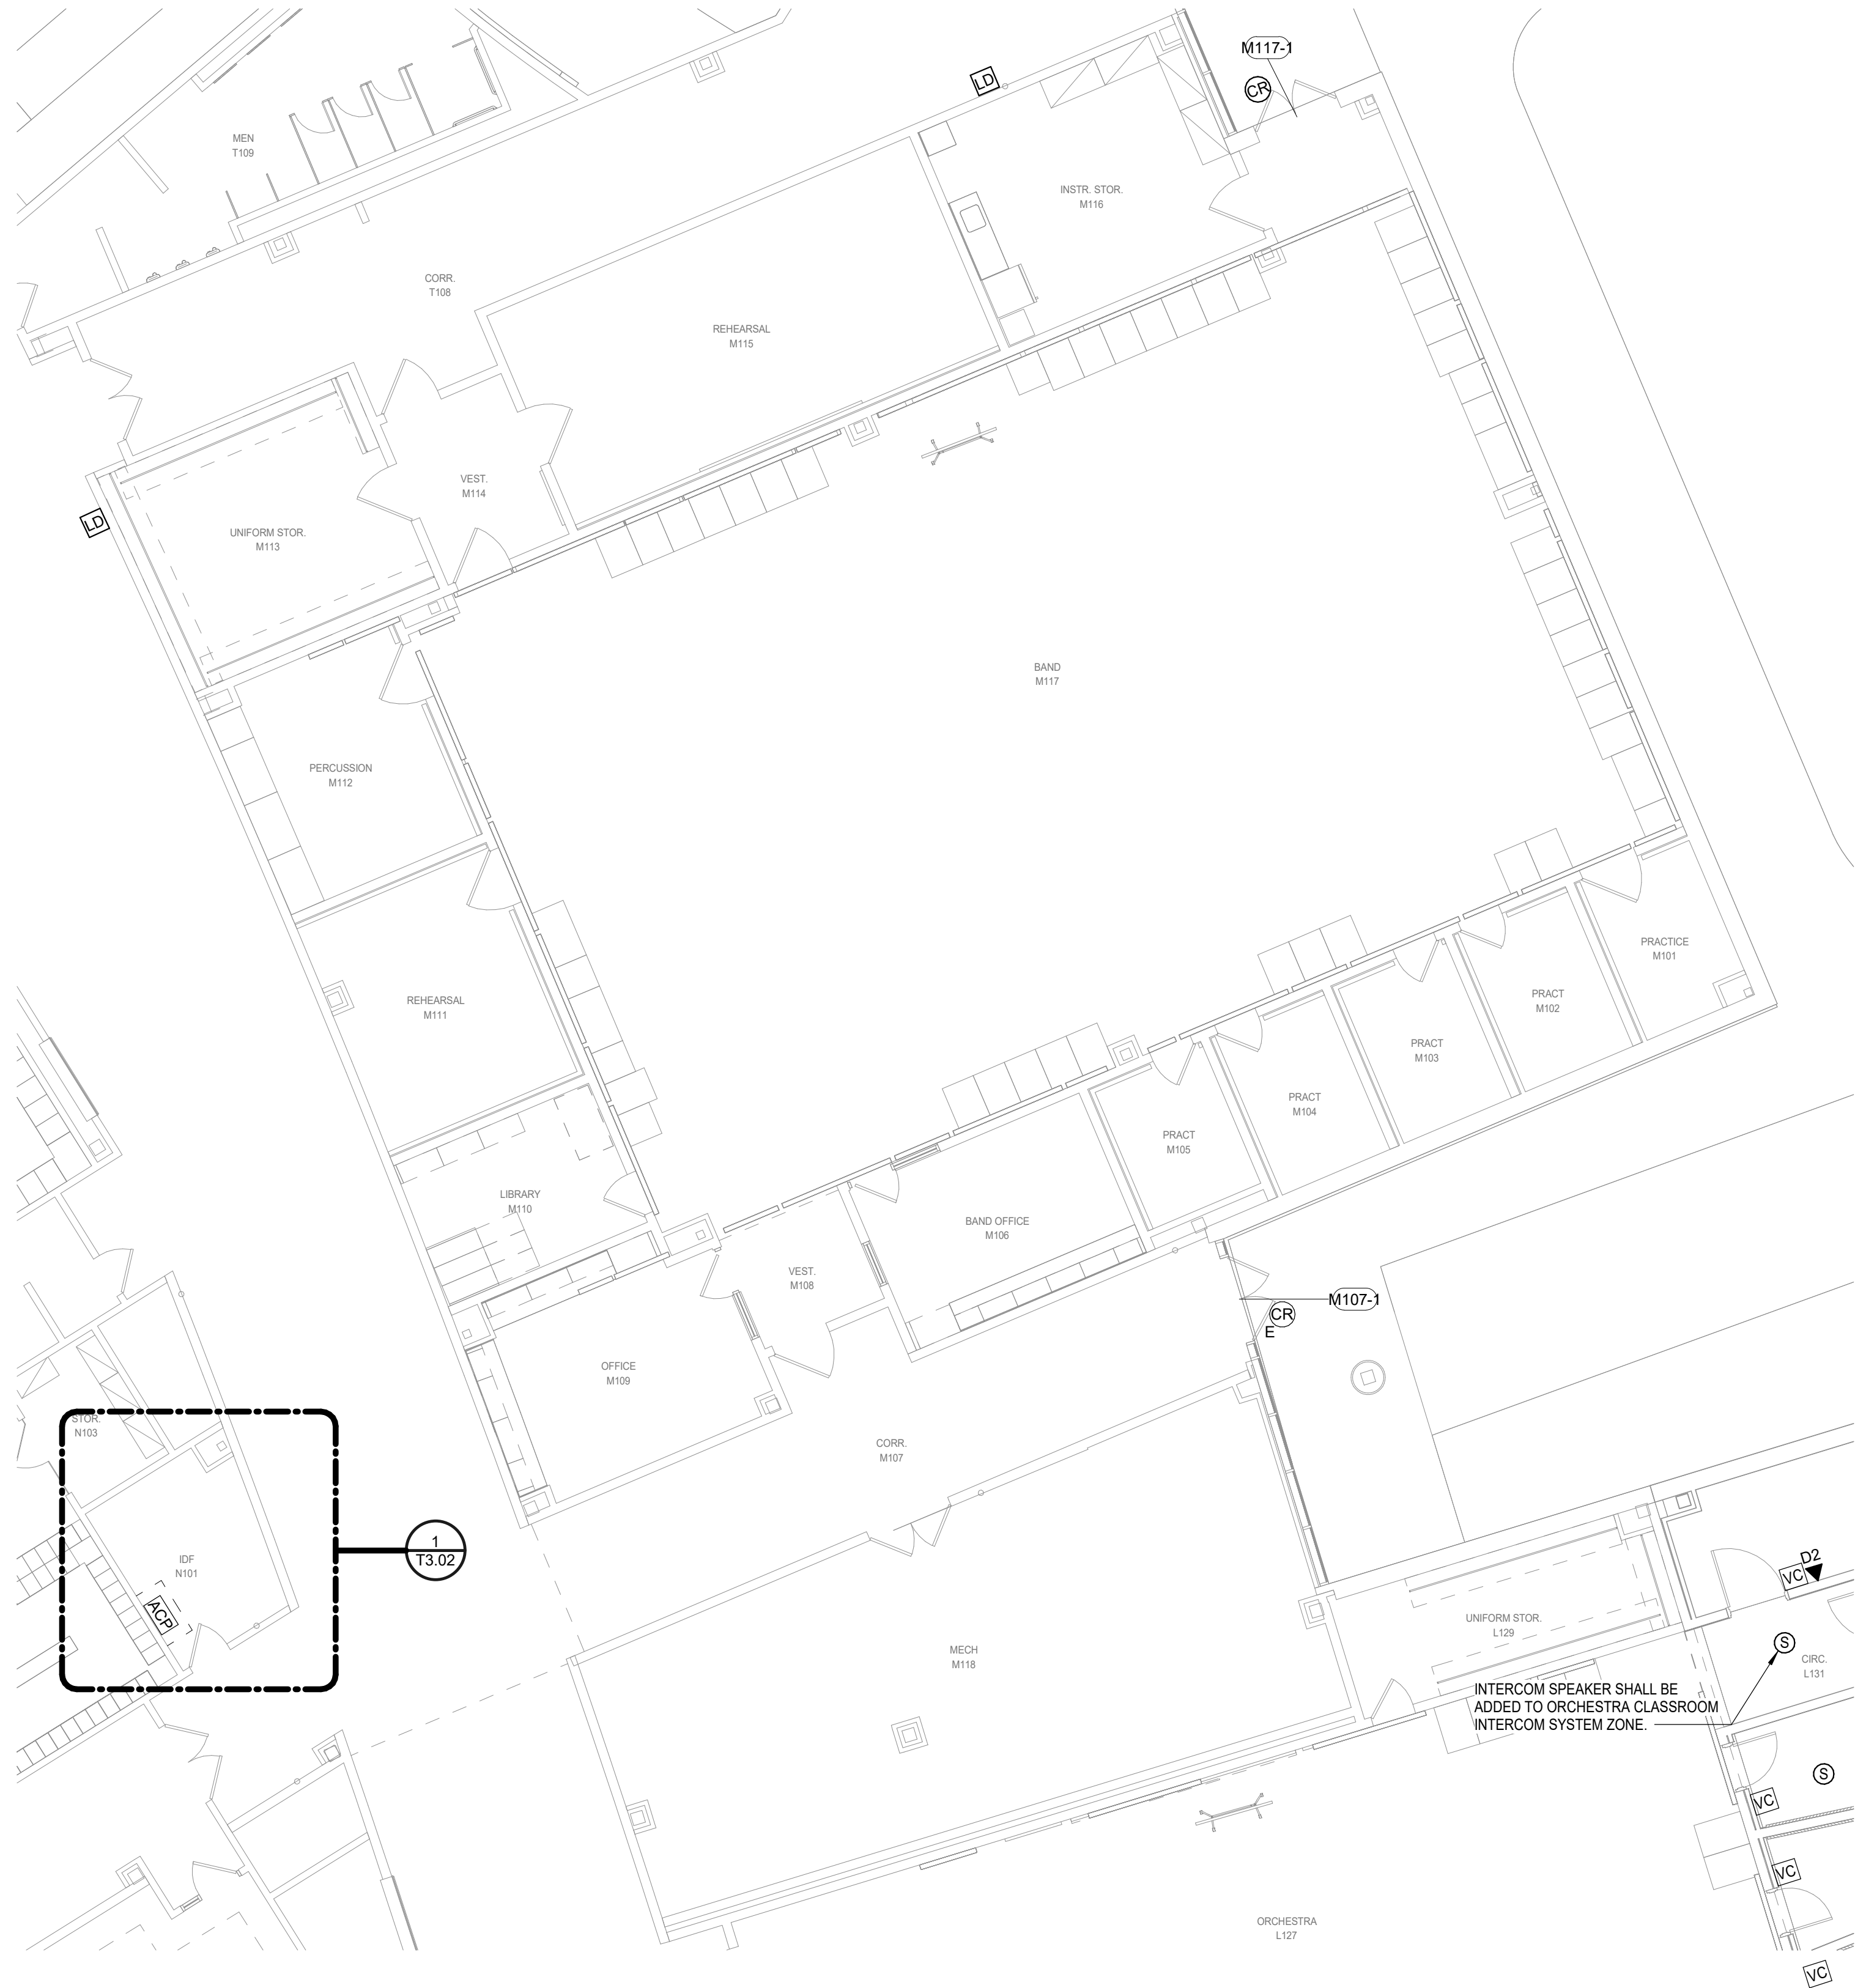 M117-1
CR
LD
MEN
T109
INSTR. STOR.
M116
CORR.
T108
REHEARSAL
M115
VEST.
M114
LD
UNIFORM STOR.
M113
BAND
M117
PERCUSSION
M112
PRACTICE
M101
REHEARSAL
M111
PRACT
M102
PRACT
M103
PRACT
M104
PRACT
M105
LIBRARY
M110
BAND OFFICE
M106
VEST.
M108
M107-1
CR
E
OFFICE
M109
STOR.
N103
CORR.
M107
1
T3.02
IDF
N101
ACP
D2
VC
UNIFORM STOR.
L129
MECH
M118
S
CIRC.
L131
INTERCOM SPEAKER SHALL BE
ADDED TO ORCHESTRA CLASSROOM
INTERCOM SYSTEM ZONE.
S
VC
VC
ORCHESTRA
L127
VC